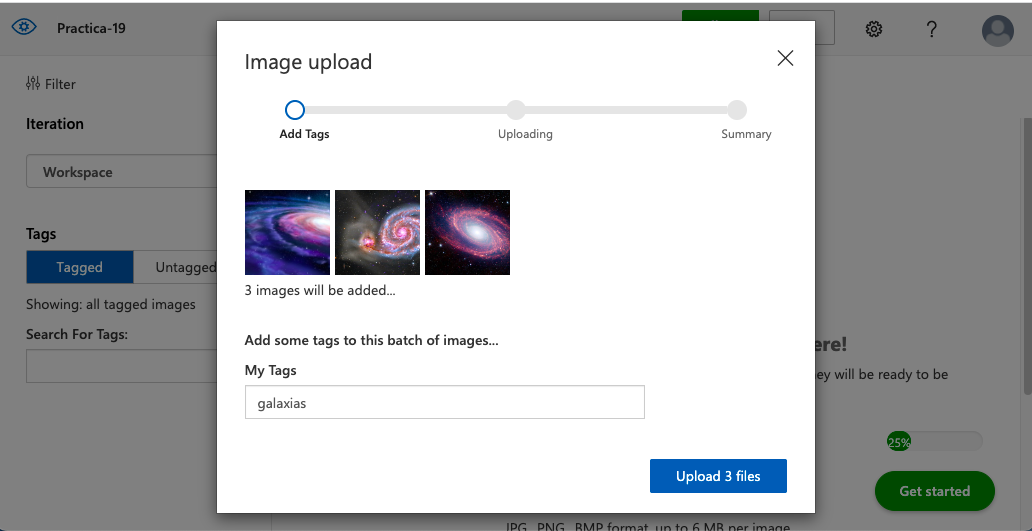 Practica-19
?
Filter
Iteration
Workspace
Tags
Tagged
Untagged
Showing: all tagged images
Search For Tags:
Image upload
Add Tags
Uploading
Summary
3 images will be added...
Add some tags to this batch of images...
My Tags
galaxias
Upload 3 files
ere!
ey will be ready to be
25%
Get started
JPG, PNG, BMP format, up to 6 MB per image